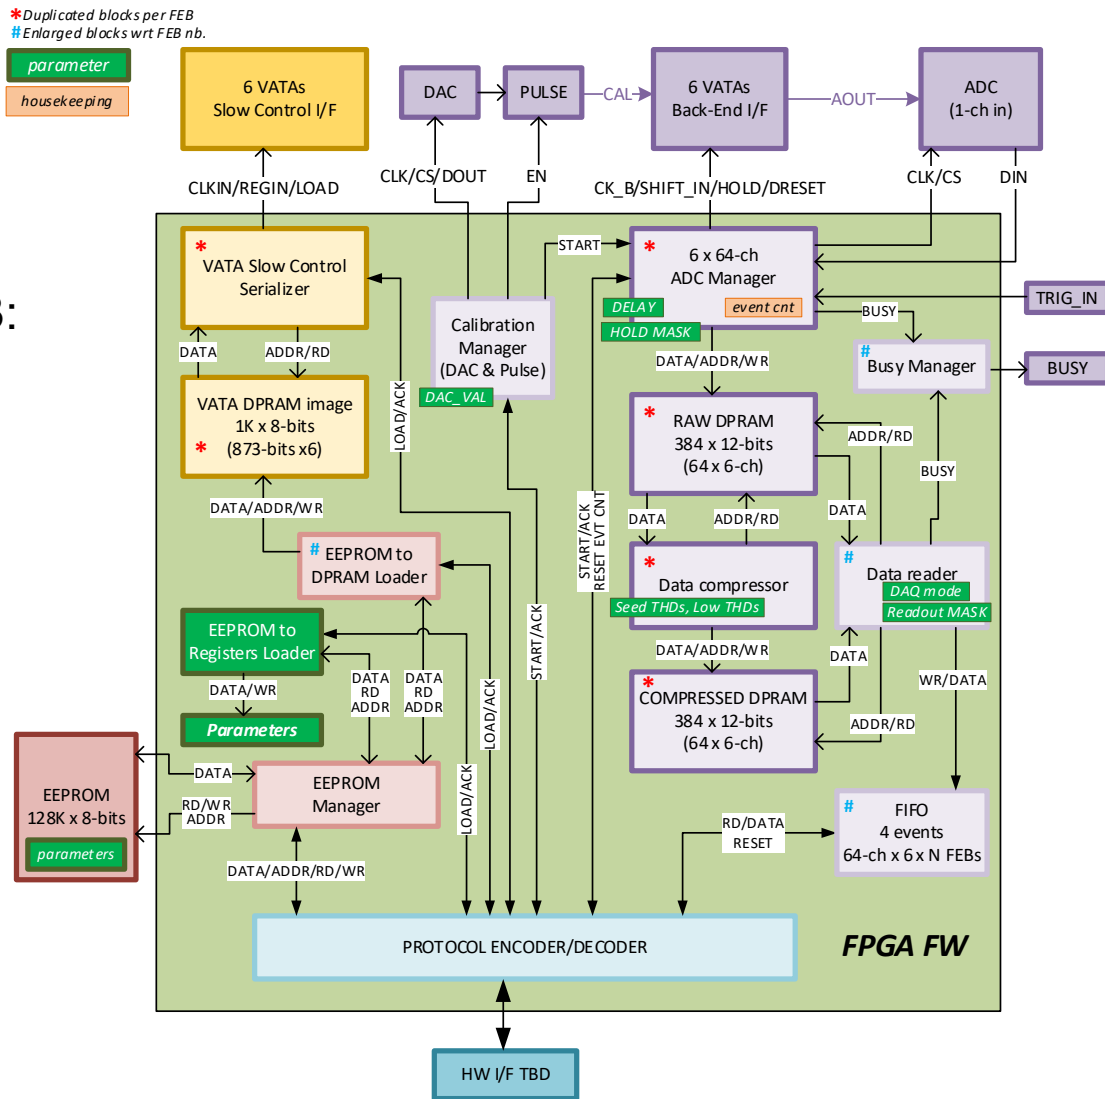 *Duplicated blocks per FEB
#Enlarged blocks wrt FEB nb.
parameter
housekeeping
6 VATAs
Slow Control I/F
DAC
PULSE
CAL
6 VATAs
Back-End I/F
AOUT
ADC
(1-ch in)
CLKIN/REGIN/LOAD
CLK/CS/DOUT
EN
CK_B/SHIFT_IN/HOLD/DRESET
CLK/CS
DIN
*
VATA Slow Control
Serializer
START
*
6 x 64-ch
ADC Manager
DELAY
event cnt
HOLD MASK
TRIG_IN
BUSY
:
Calibration
Manager
(DAC & Pulse)
DAC_VAL
DATA
ADDR/RD
DATA/ADDR/WR
#
Busy Manager
BUSY
VATA DPRAM image
1K x 8-bits
*
(873-bits x6)
LOAD/ACK
*
RAW DPRAM
384 x 12-bits
(64 x 6-ch)
ADDR/RD
BUSY
DATA/ADDR/WR
DATA
ADDR/RD
DATA
#
EEPROM to
DPRAM Loader
START/ACK
RESET EVT CNT
*
Data compressor
Seed THDs, Low THDs
#
Data reader
DAQ mode
Readout MASK
EEPROM to
Registers Loader
START/ACK
DATA/ADDR/WR
DATA
DATA/WR
DATA
RD
ADDR
DATA
RD
ADDR
LOAD/ACK
WR/DATA
Parameters
*
COMPRESSED DPRAM
384 x 12-bits
(64 x 6-ch)
ADDR/RD
EEPROM
128K x 8-bits
parameters
DATA
RD/WR
ADDR
EEPROM
Manager
LOAD/ACK
#
FIFO
4 events
64-ch x 6 x N FEBs
RD/DATA
RESET
DATA/ADDR/RD/WR
PROTOCOL ENCODER/DECODER
FPGA FW
HW I/F TBD